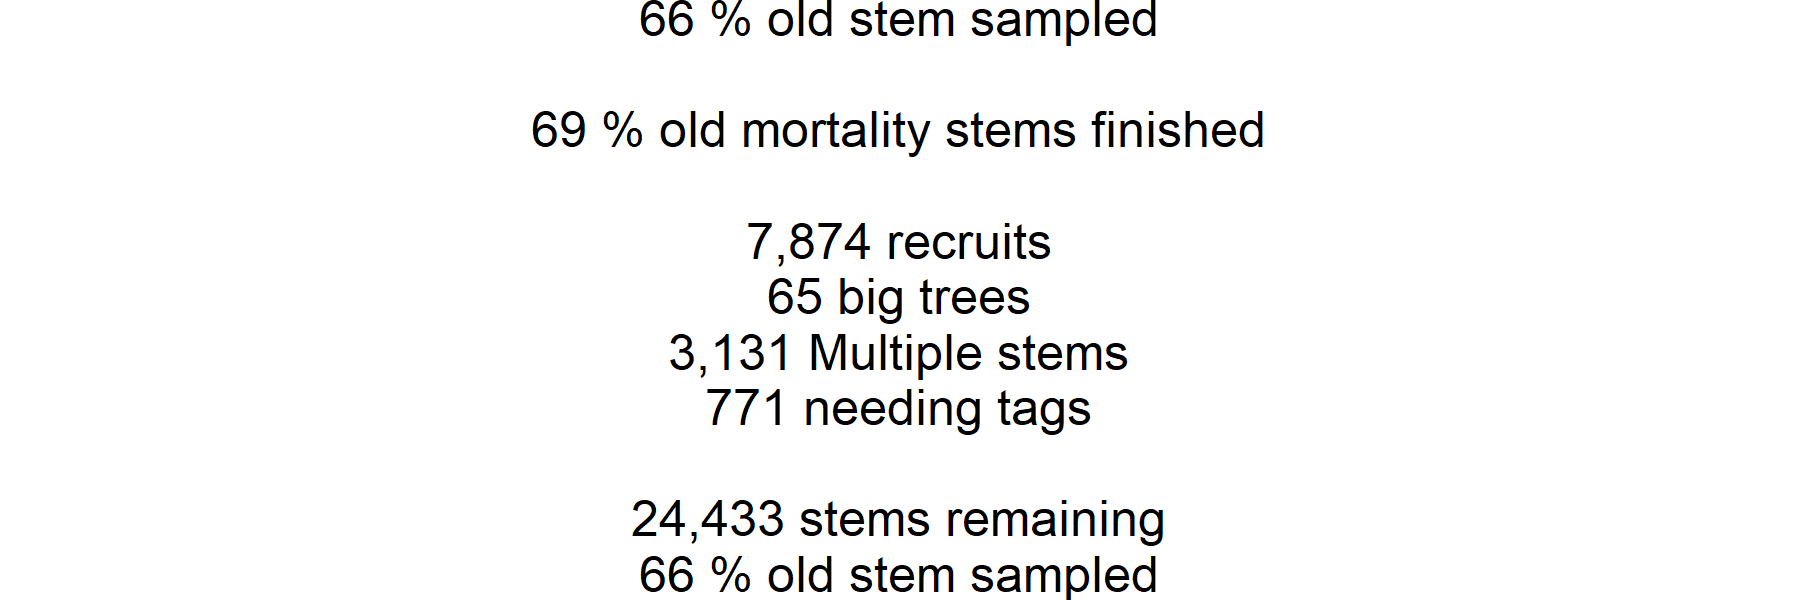 66 % old stem sampled
69 % old mortality stems finished
7,874 recruits
65 big trees
3,131 Multiple stems
771 needing tags
24,433 stems remaining
66 % old stem sampled